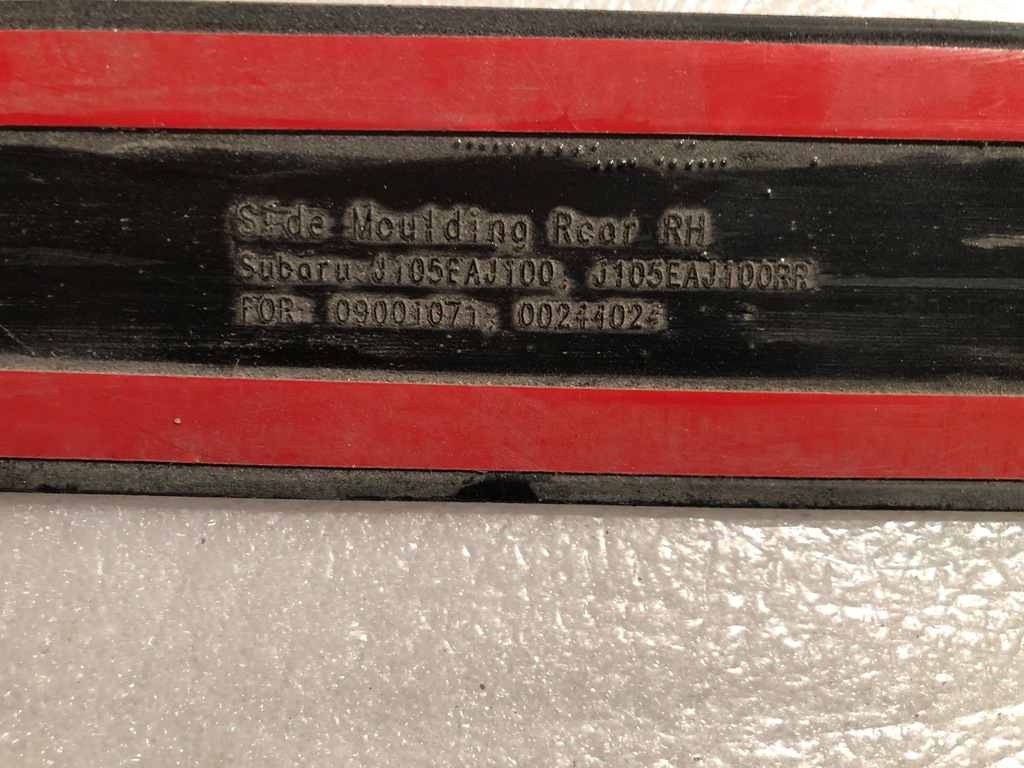 Side Moulding Rear RH
Subaru J105EAJ100, J105EAJ100RR
FOR 09001071, 00244024